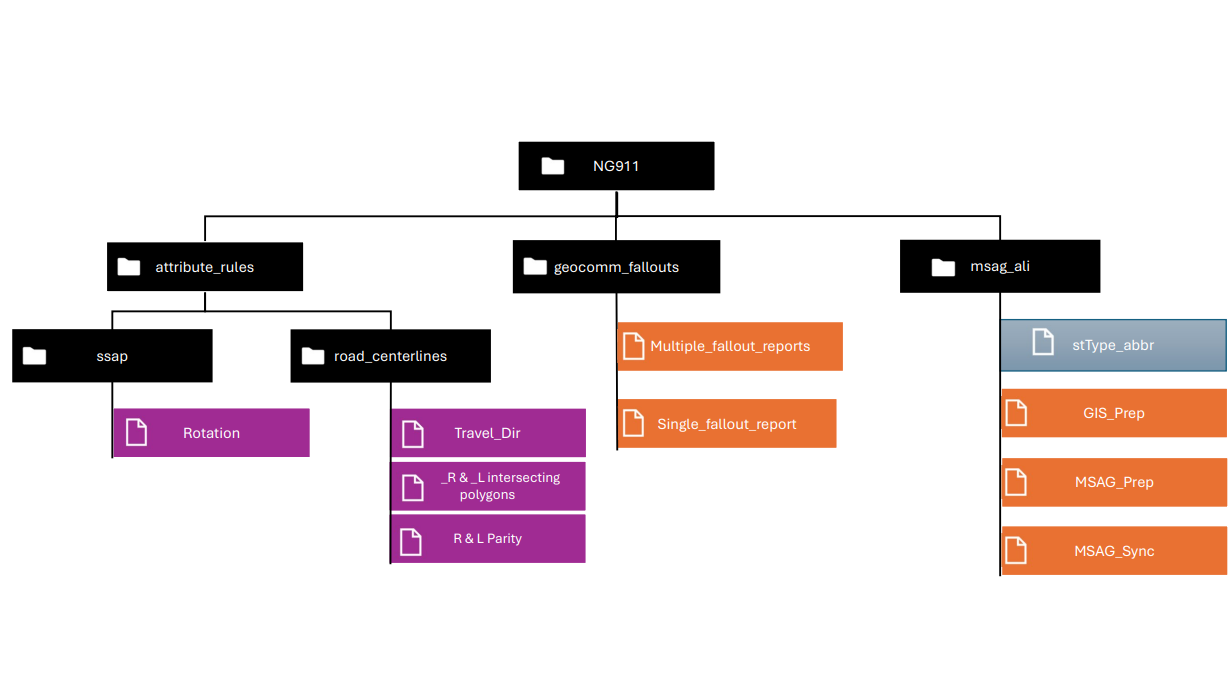 NG911
attribute_rules
geocomm_fallouts
msag_ali
ssap
road_centerlines
Multiple_fallout_reports
stType_abbr
Rotation
Travel_Dir
Single_fallout_report
GIS_Prep
_R & _L intersecting
polygons
MSAG_Prep
R & L Parity
MSAG_Sync